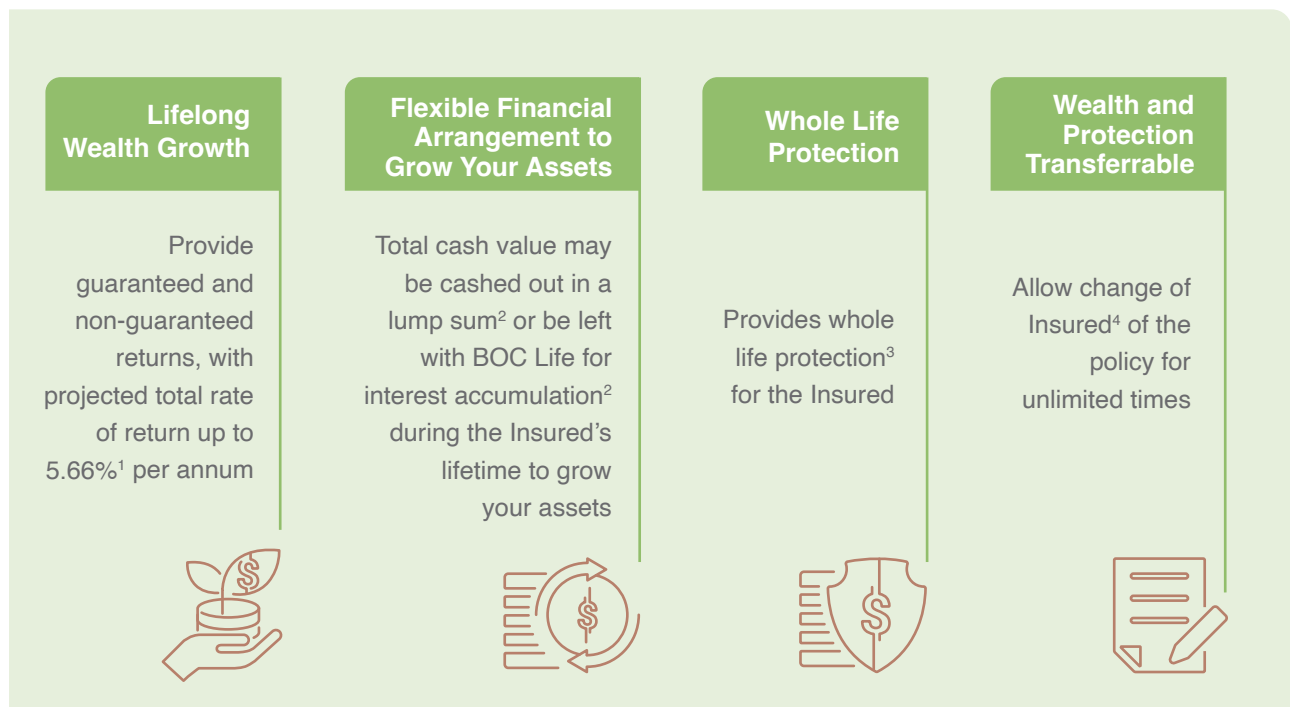 Lifelong
Wealth Growth
Provide
guaranteed and
non-guaranteed
returns, with
projected total rate
of return up to
5.66%¹ per annum
Flexible Financial
Arrangement to
Grow Your Assets
Total cash value may
be cashed out in a
lump sum² or be left
with BOC Life for
interest accumulation²
during the Insured's
lifetime to grow
your assets
Whole Life
Protection
Provides whole
life protection³
for the Insured
Wealth and
Protection
Transferrable
Allow change of
Insured⁴ of the
policy for
unlimited times